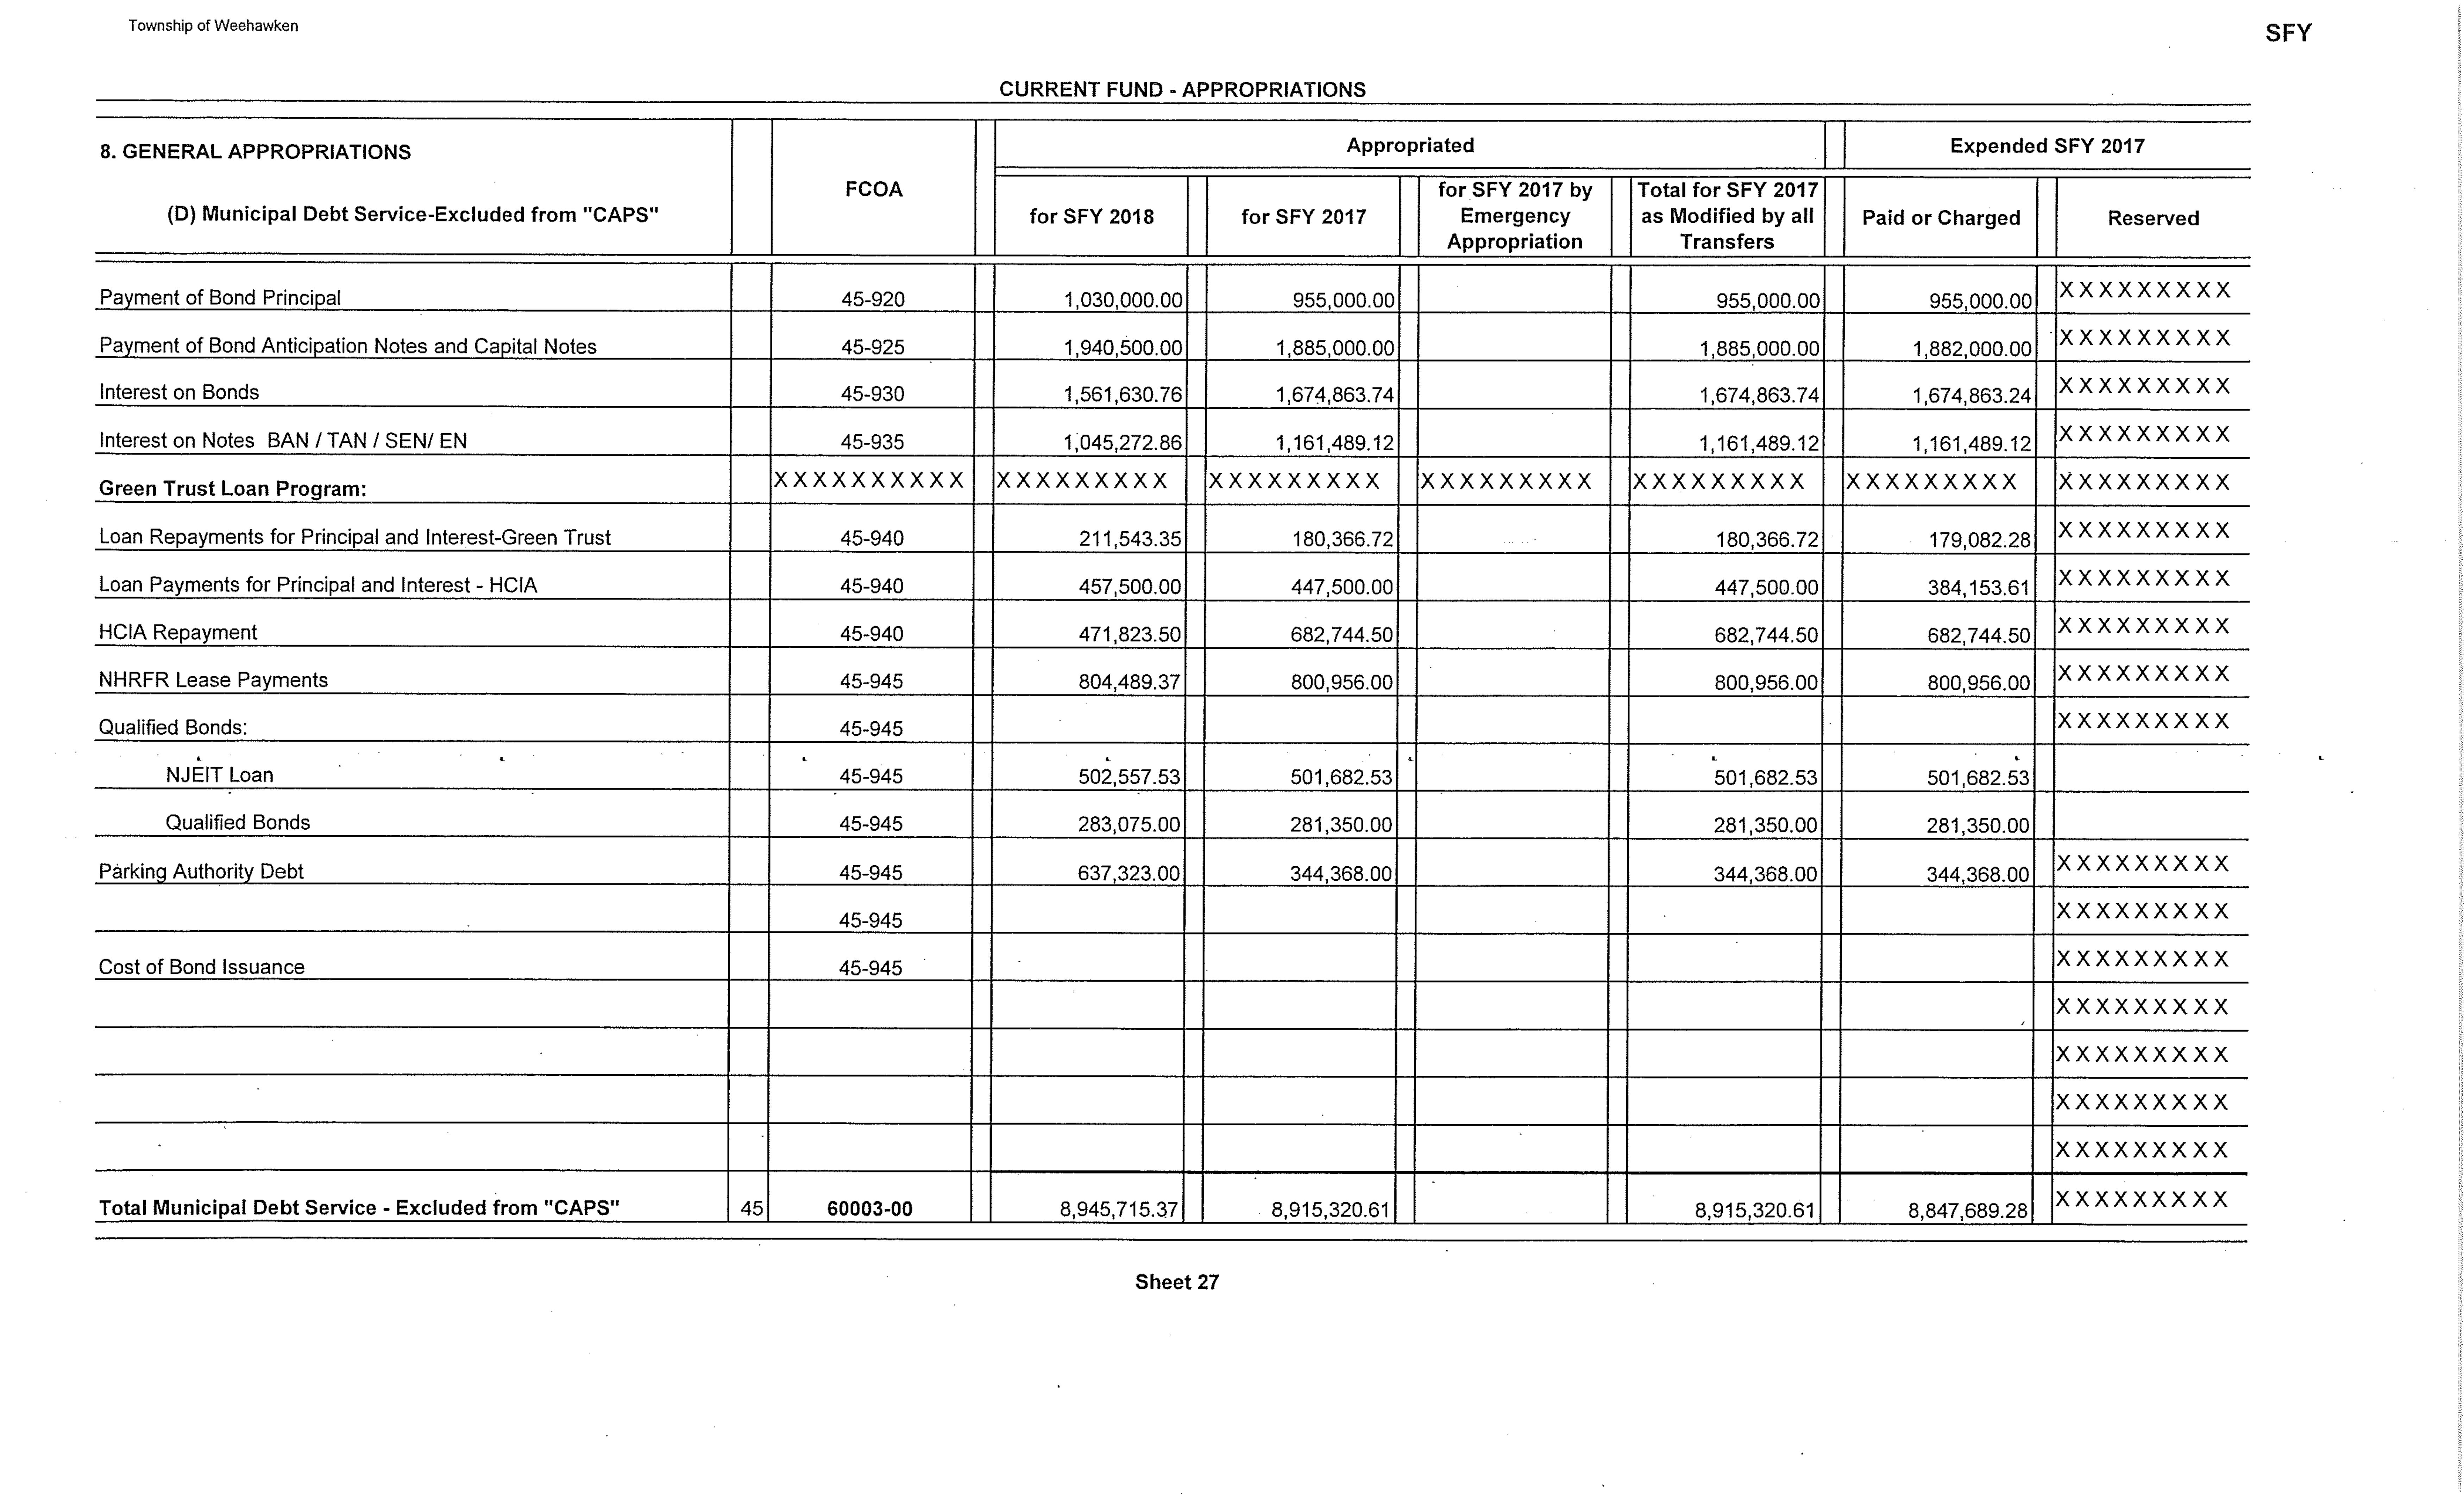 Township of Weehawken
SFY
CURRENT FUND - APPROPRIATIONS
8. GENERAL APPROPRIATIONS
Appropriated Expended SFY 2017
(D) Municipal Debt Service-Excluded from "CAPS" FCOA for SFY 2018 for SFY 2017 for SFY 2017 by Emergency Appropriation Total for SFY 2017 as Modified by all Transfers Paid or Charged Reserved
Payment of Bond Principal 45-920 1,030,000.00 955,000.00 955,000.00 955,000.00 XXXXXXXXX
Payment of Bond Anticipation Notes and Capital Notes 45-925 1,940,500.00 1,885,000.00 1,885,000.00 1,882,000.00 XXXXXXXXX
Interest on Bonds 45-930 1,561,630.76 1,674,863.74 1,674,863.74 1,674,863.24 XXXXXXXXX
Interest on Notes BAN / TAN / SEN/ EN 45-935 1,045,272.86 1,161,489.12 1,161,489.12 1,161,489.12 XXXXXXXXX
Green Trust Loan Program: XXXXXXXXXX XXXXXXXXX XXXXXXXXX XXXXXXXXX XXXXXXXXX XXXXXXXXX XXXXXXXXX
Loan Repayments for Principal and Interest-Green Trust 45-940 211,543.35 180,366.72 180,366.72 179,082.28 XXXXXXXXX
Loan Payments for Principal and Interest - HCIA 45-940 457,500.00 447,500.00 447,500.00 384,153.61 XXXXXXXXX
HCIA Repayment 45-940 471,823.50 682,744.50 682,744.50 682,744.50 XXXXXXXXX
NHRFR Lease Payments 45-945 804,489.37 800,956.00 800,956.00 800,956.00 XXXXXXXXX
Qualified Bonds: 45-945 XXXXXXXXX
NJEIT Loan 45-945 502,557.53 501,682.53 501,682.53 501,682.53
Qualified Bonds 45-945 283,075.00 281,350.00 281,350.00 281,350.00
Parking Authority Debt 45-945 637,323.00 344,368.00 344,368.00 344,368.00 XXXXXXXXX
45-945 XXXXXXXXX
Cost of Bond Issuance 45-945 XXXXXXXXX
XXXXXXXXX
XXXXXXXXX
XXXXXXXXX
XXXXXXXXX
Total Municipal Debt Service - Excluded from "CAPS" 45 60003-00 8,945,715.37 8,915,320.61 8,915,320.61 8,847,689.28 XXXXXXXXX
Sheet 27